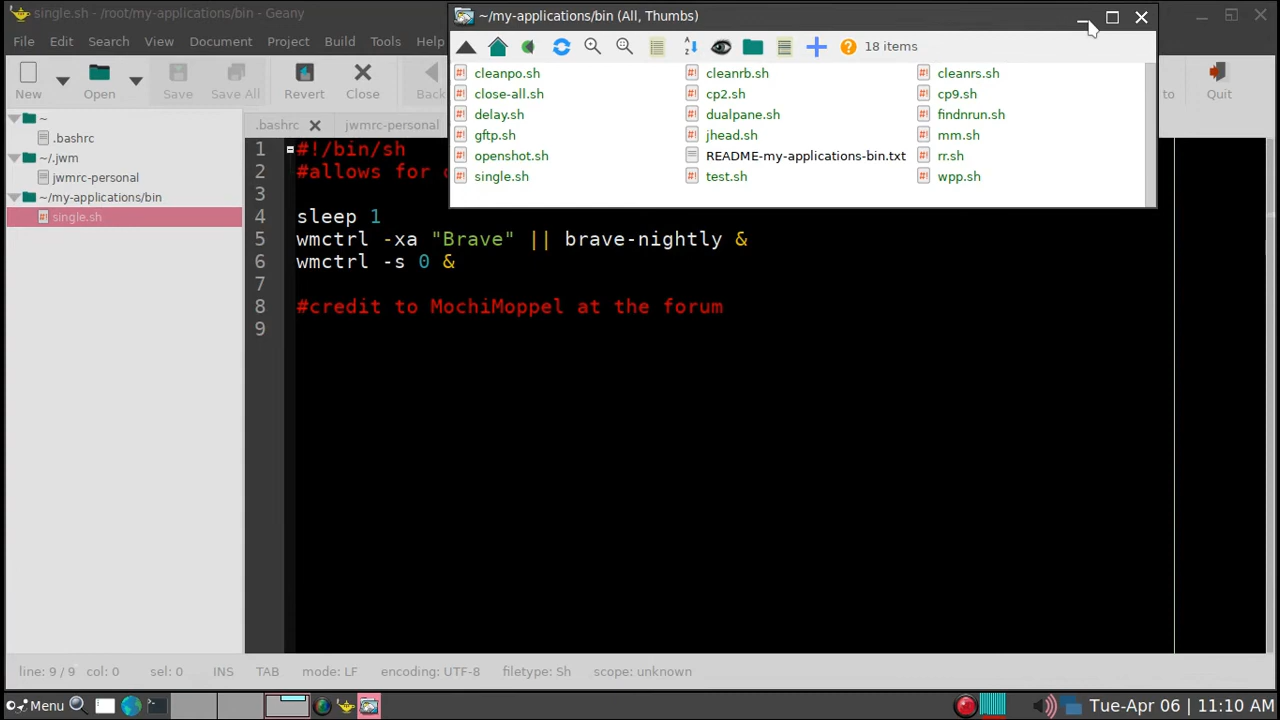 single.sh - /root/my-applications/bin - Geany
File Edit Search View Document Project Build Tools Help
New Open Save Save All Revert Close Back to Quit
~/my-applications/bin (All, Thumbs)
18 items
cleanpo.sh cleanrb.sh cleanrs.sh
close-all.sh cp2.sh cp9.sh
delay.sh dualpane.sh findnrun.sh
gftp.sh jhead.sh mm.sh
openshot.sh README-my-applications-bin.txt rr.sh
single.sh test.sh wpp.sh
~
.bashrc
~/.jwm
jwmrc-personal
~/my-applications/bin
single.sh
.bashrc jwmrc-personal
1 #!/bin/sh
2 #allows for
3
4 sleep 1
5 wmctrl -xa "Brave" || brave-nightly &
6 wmctrl -s 0 &
7
8 #credit to MochiMoppel at the forum
9
line: 9 / 9 col: 0 sel: 0 INS TAB mode: LF encoding: UTF-8 filetype: Sh scope: unknown
Menu Tue-Apr 06 | 11:10 AM